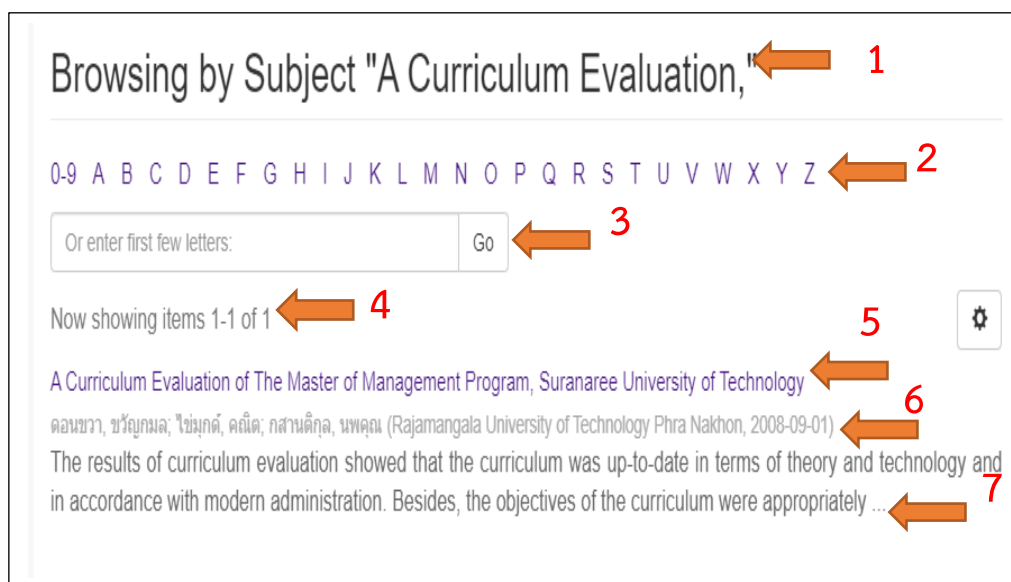 Browsing by Subject "A Curriculum Evaluation," 1
0-9 A B C D E F G H I J K L M N O P Q R S T U V W X Y Z 2
Or enter first few letters: Go 3
Now showing items 1-1 of 1 4
5
A Curriculum Evaluation of The Master of Management Program, Suranaree University of Technology
6
ดอนขวา, ขวัญกมล; ไข่มุกด์, คณิต; กสานติกุล, นพคุณ (Rajamangala University of Technology Phra Nakhon, 2008-09-01)
The results of curriculum evaluation showed that the curriculum was up-to-date in terms of theory and technology and
in accordance with modern administration. Besides, the objectives of the curriculum were appropriately ... 7